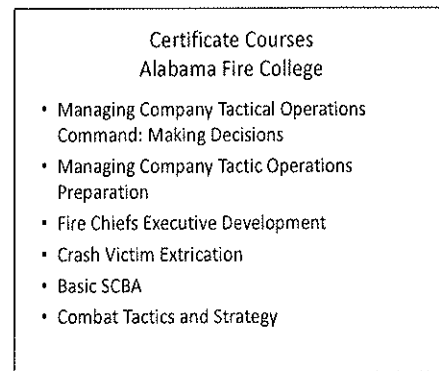 Certificate Courses
Alabama Fire College
• Managing Company Tactical Operations
Command: Making Decisions
• Managing Company Tactic Operations
Preparation
• Fire Chiefs Executive Development
• Crash Victim Extrication
• Basic SCBA
• Combat Tactics and Strategy